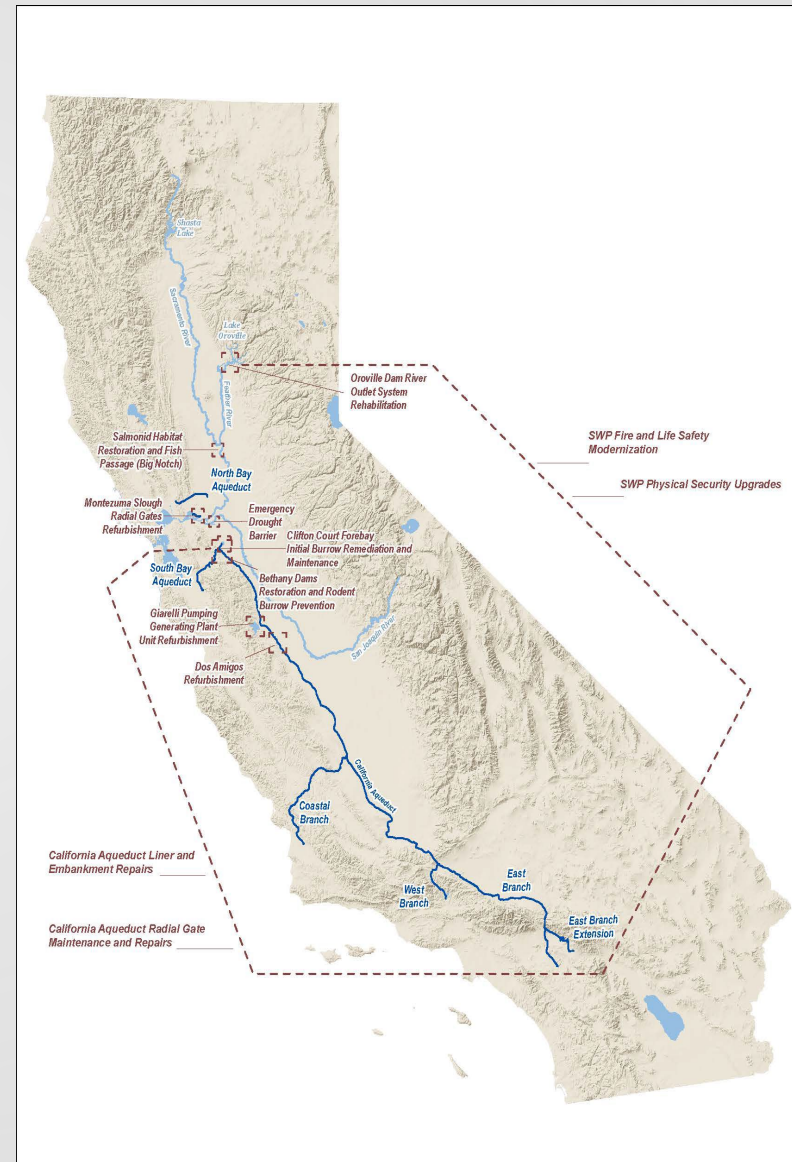 Shasta
Lake
Sacramento River
Lake
Oroville
Feather River
Oroville Dam River
Outlet System
Rehabilitation
SWP Fire and Life Safety
Modernization
SWP Physical Security Upgrades
Salmonid Habitat
Restoration and Fish
Passage (Big Notch)
North Bay
Aqueduct
Montezuma Slough
Radial Gates
Refurbishment
Emergency
Drought
Barrier
Clifton Court Forebay
Initial Burrow Remediation and
Maintenance
South Bay
Aqueduct
Bethany Dams
Restoration and Rodent
Burrow Prevention
Giarelli Pumping
Generating Plant
Unit Refurbishment
San Joaquin River
Dos Amigos
Refurbishment
California Aqueduct
Coastal
Branch
California Aqueduct Liner and
Embankment Repairs
West
Branch
East
Branch
East Branch
Extension
California Aqueduct Radial Gate
Maintenance and Repairs